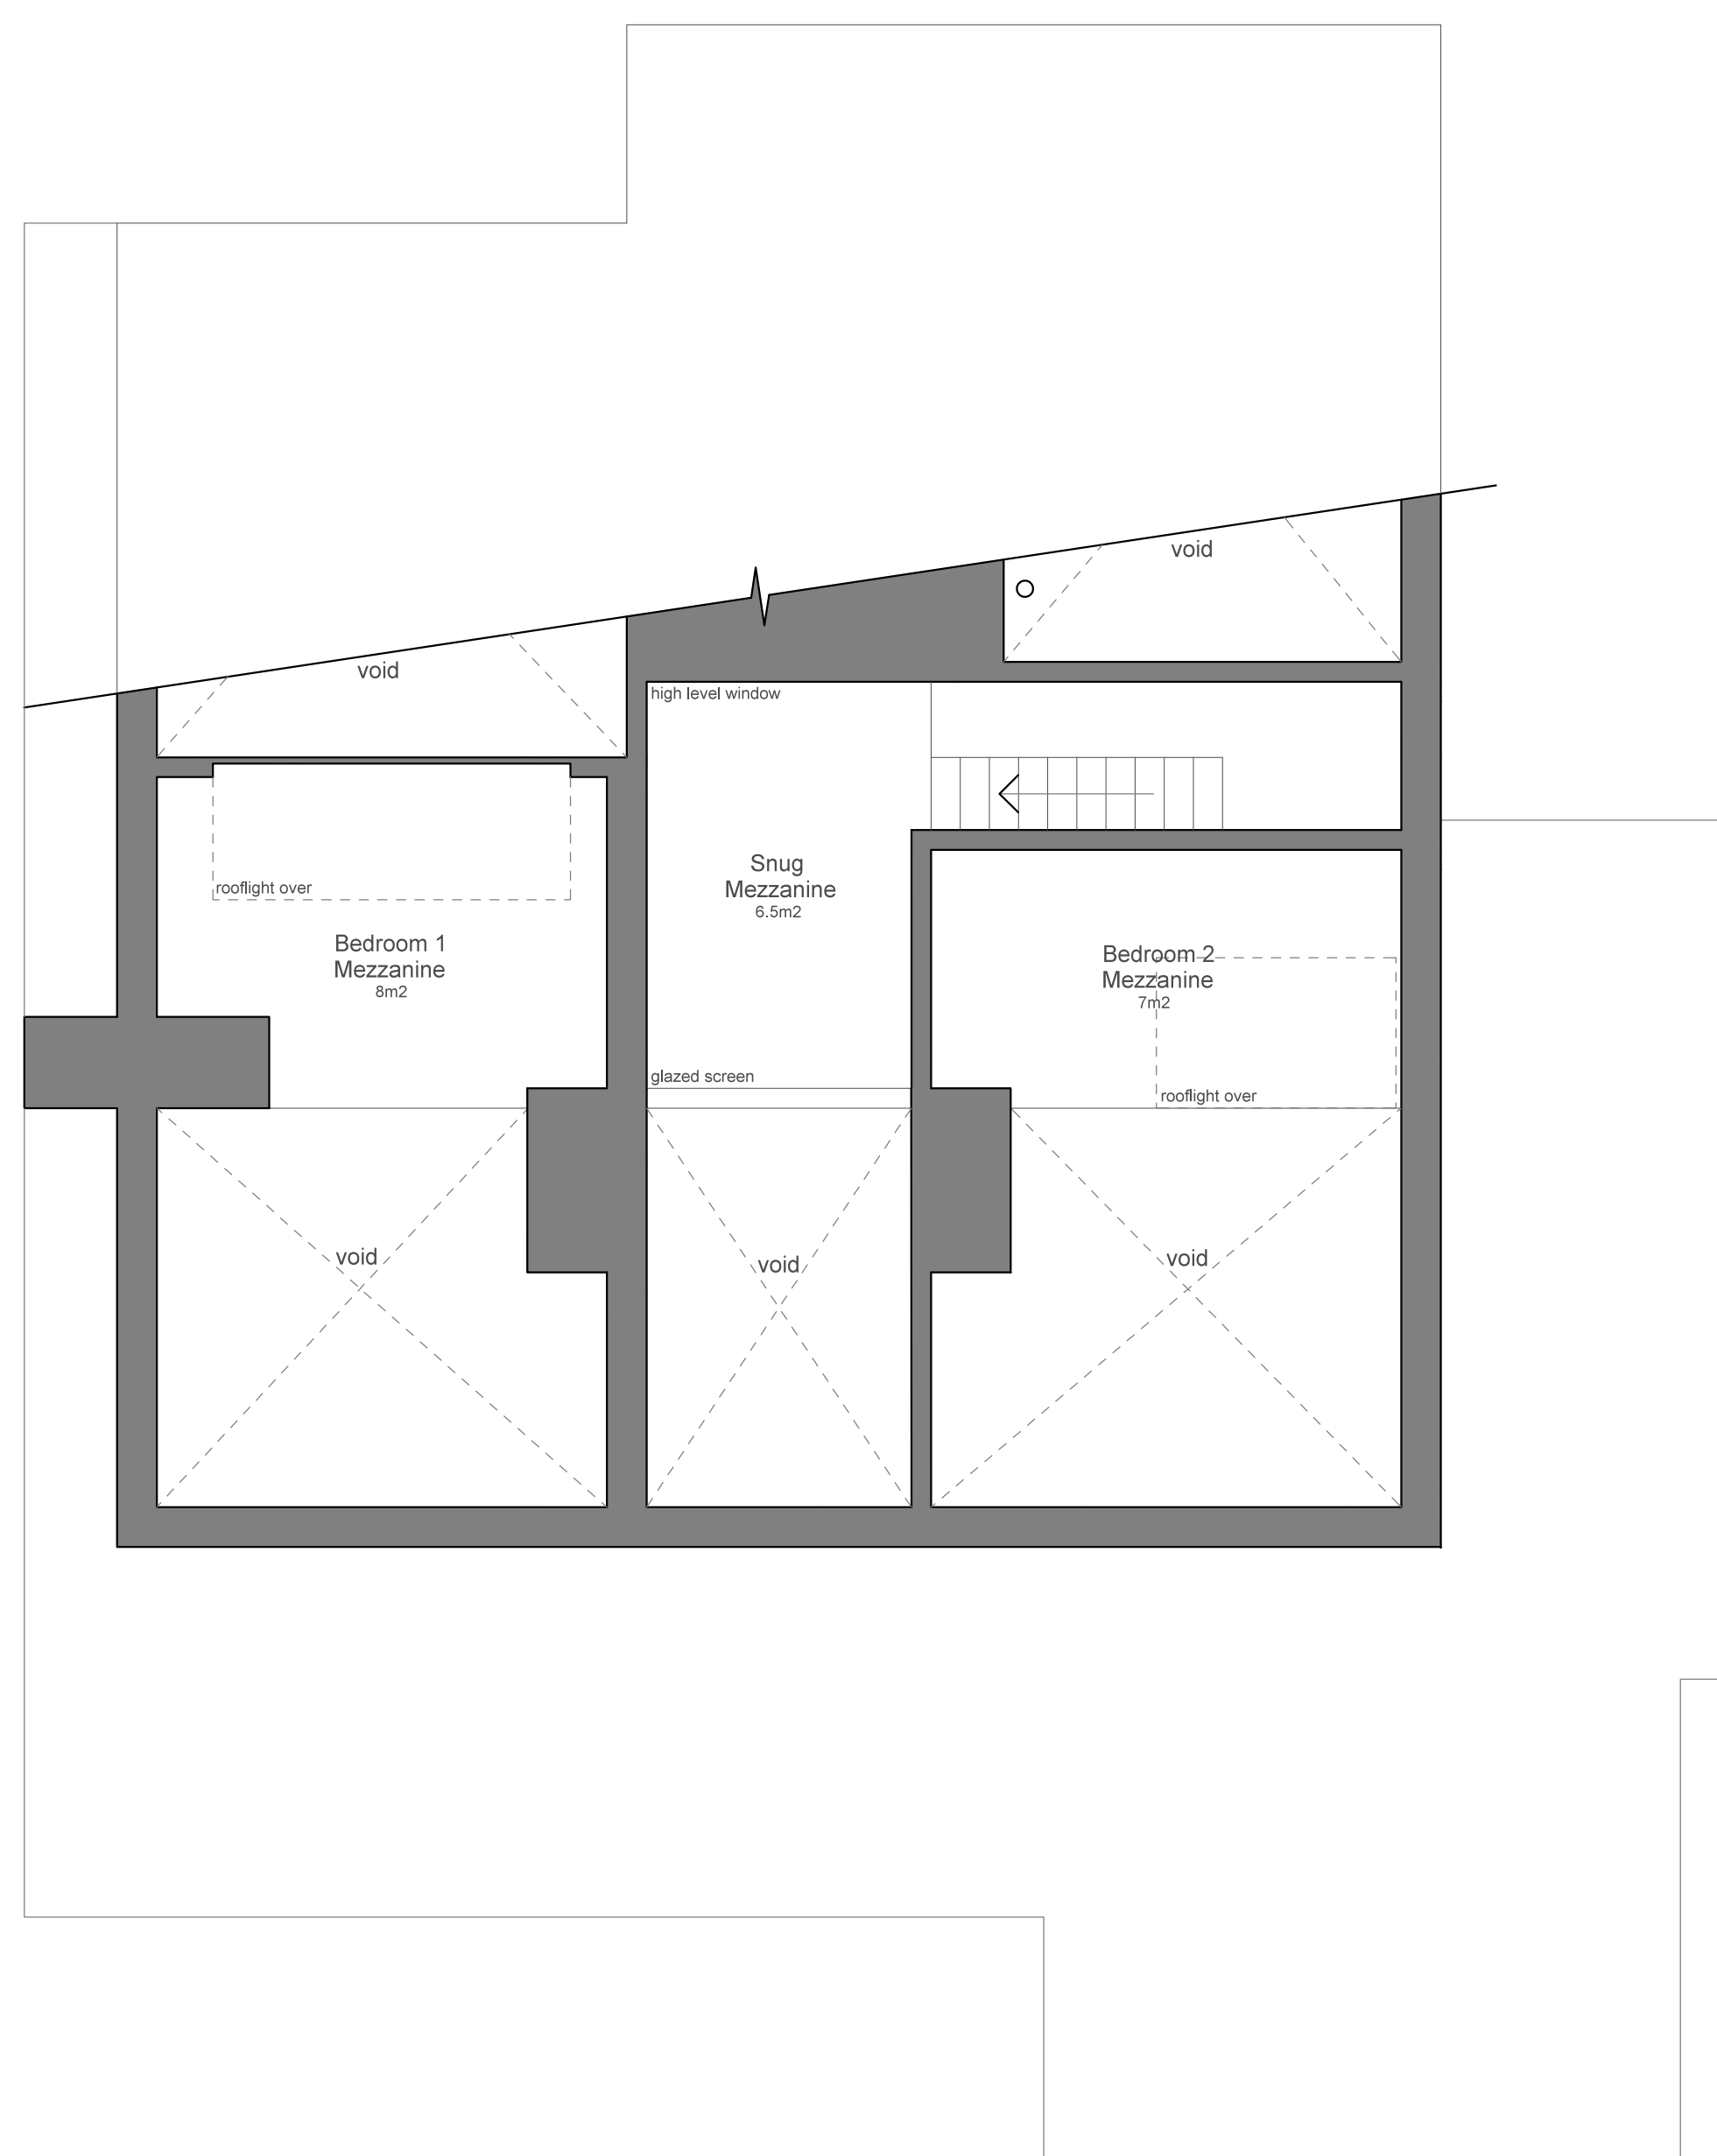 void
void
high level window
Snug
Mezzanine
6.5m2
rooflight over
Bedroom 1
Mezzanine
8m2
Bedroom 2
Mezzanine
7m2
glazed screen
rooflight over
void
void
void